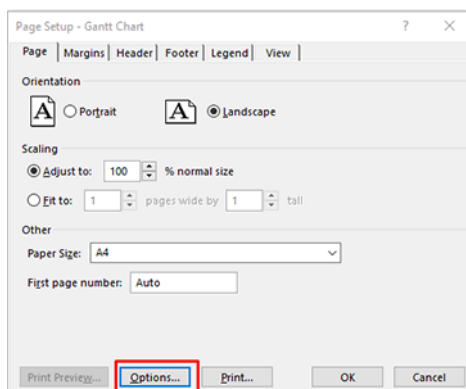 Page Setup - Gantt Chart ? ×
Page Margins Header Footer Legend View
Orientation
A Portrait A Landscape
Scaling
Adjust to: 100 % normal size
Fit to: 1 pages wide by 1 tall
Other
Paper Size: A4
First page number: Auto
Print Preview... Options... Print... OK Cancel